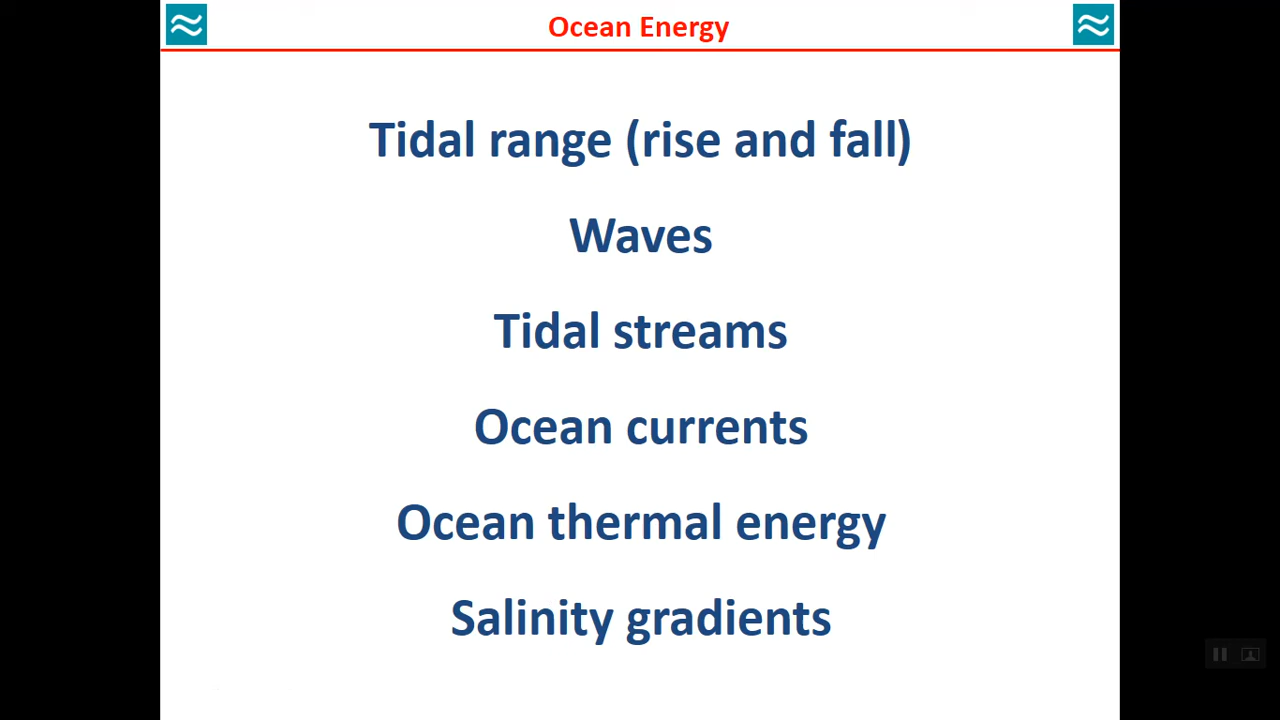 Ocean Energy
Tidal range (rise and fall)
Waves
Tidal streams
Ocean currents
Ocean thermal energy
Salinity gradients